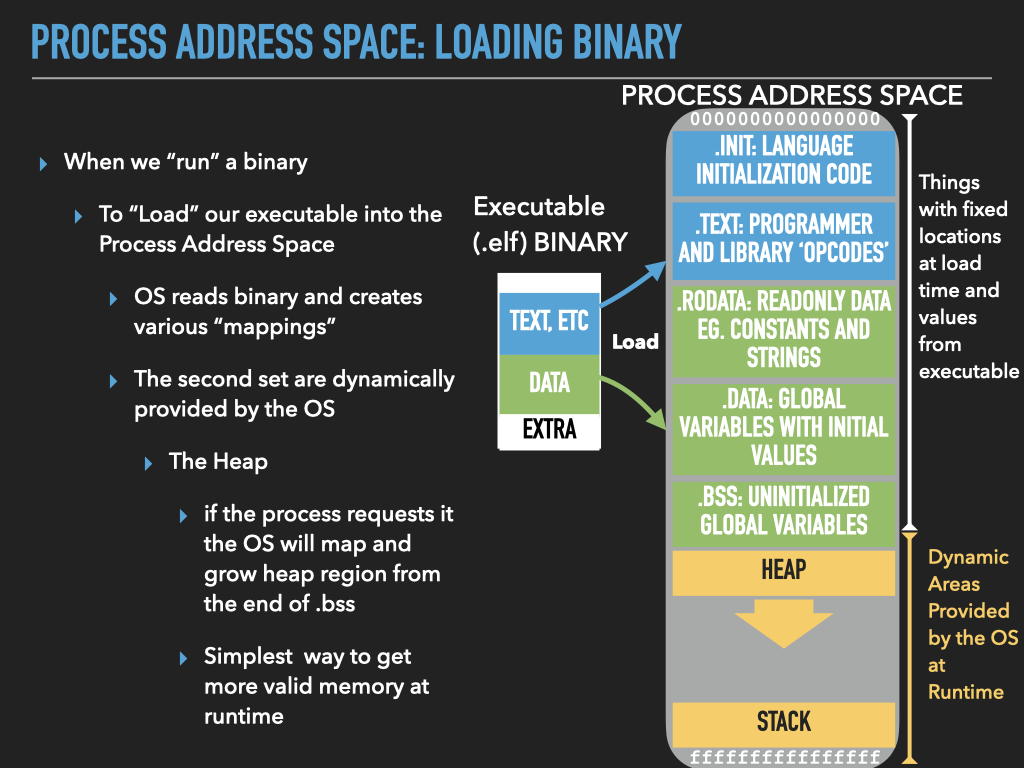 PROCESS ADDRESS SPACE: LOADING BINARY
When we “run” a binary
To “Load” our executable into the
Process Address Space
OS reads binary and creates
various “mappings”
The second set are dynamically
provided by the OS
The Heap
if the process requests it
the OS will map and
grow heap region from
the end of .bss
Simplest way to get
more valid memory at
runtime
Executable
(.elf) BINARY
TEXT, ETC
DATA
EXTRA
Load
PROCESS ADDRESS SPACE
0000000000000000
.INIT: LANGUAGE
INITIALIZATION CODE
.TEXT: PROGRAMMER
AND LIBRARY ‘OPCODES’
.RODATA: READONLY DATA
EG. CONSTANTS AND
STRINGS
.DATA: GLOBAL
VARIABLES WITH INITIAL
VALUES
.BSS: UNINITIALIZED
GLOBAL VARIABLES
HEAP
STACK
ffffffffffffffff
Things
with fixed
locations
at load
time and
values
from
executable
Dynamic
Areas
Provided
by the OS
at
Runtime